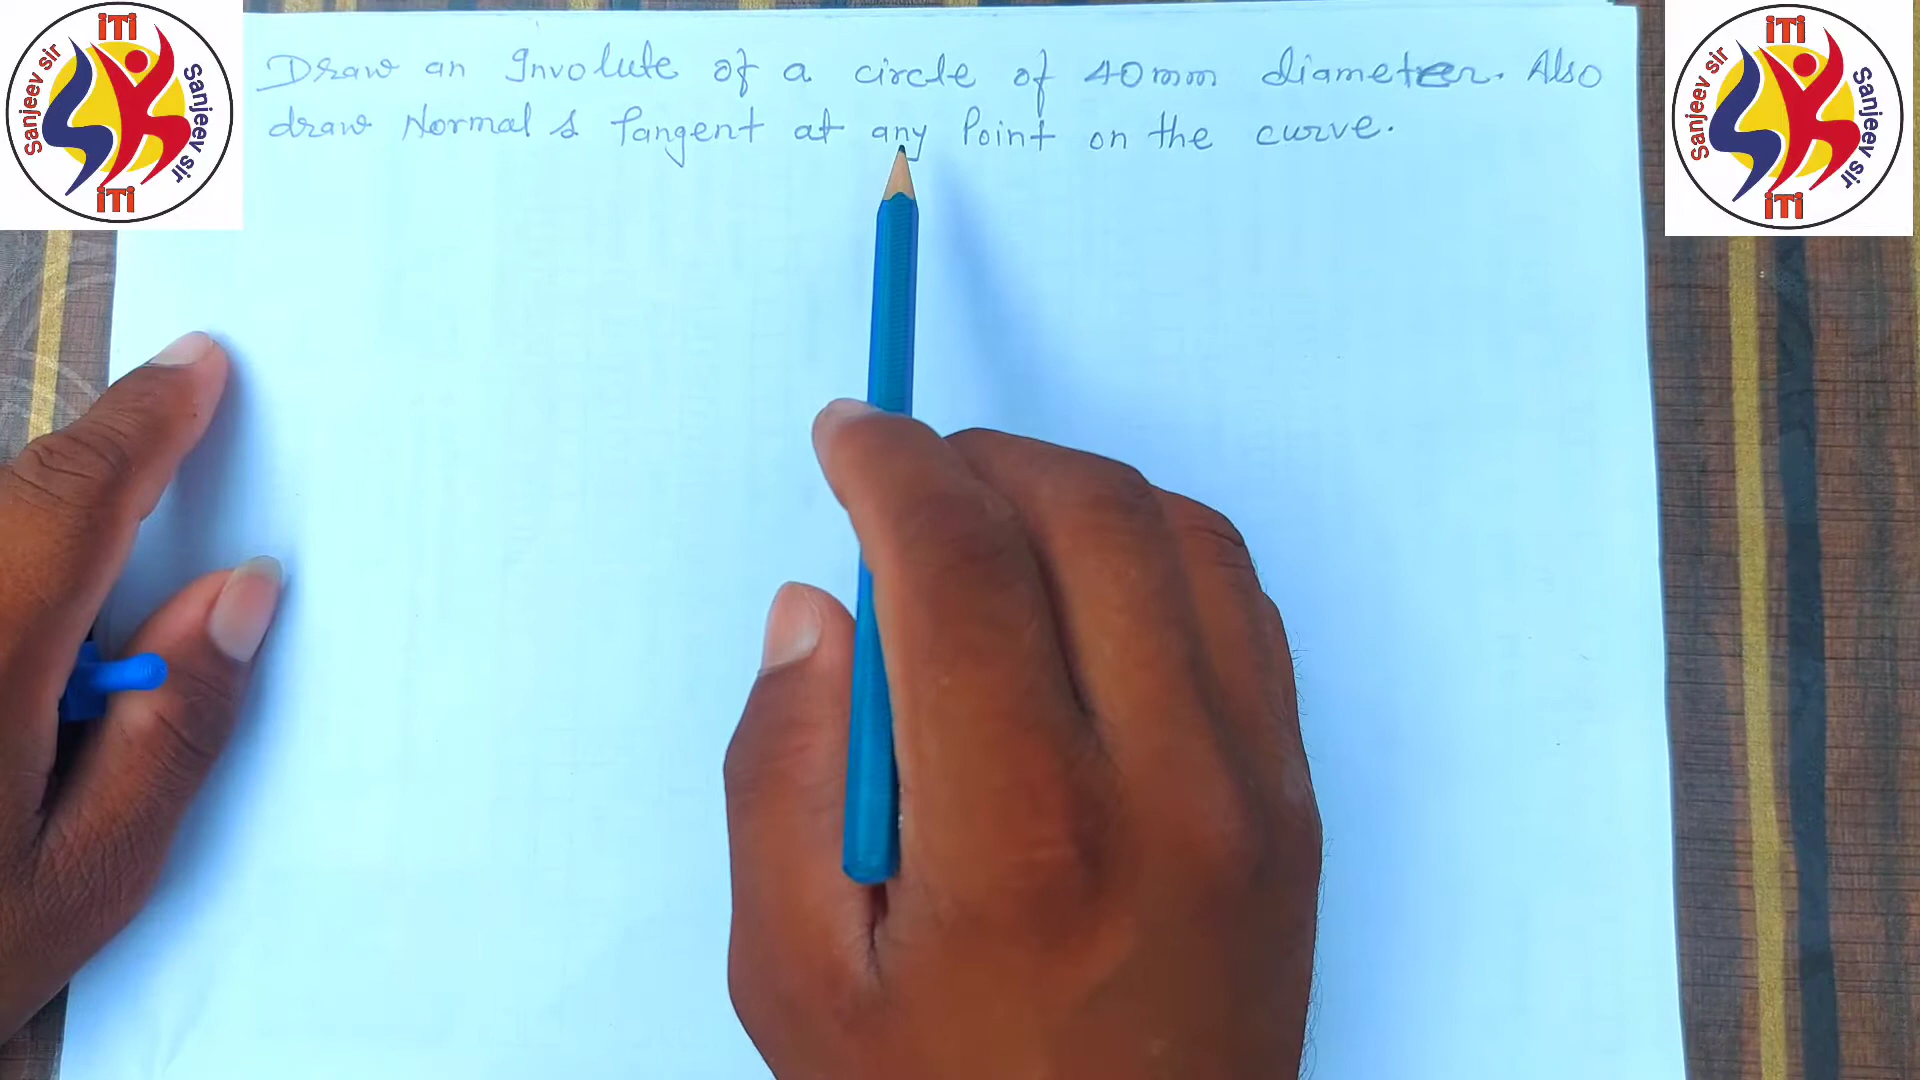 Draw an Involute of a circle of 40mm diameter. Also
draw Normal & Tangent at any Point on the curve.
iTi
Sanjeev sir
Sanjeev sir
iTi
iTi
Sanjeev sir
Sanjeev sir
iTi